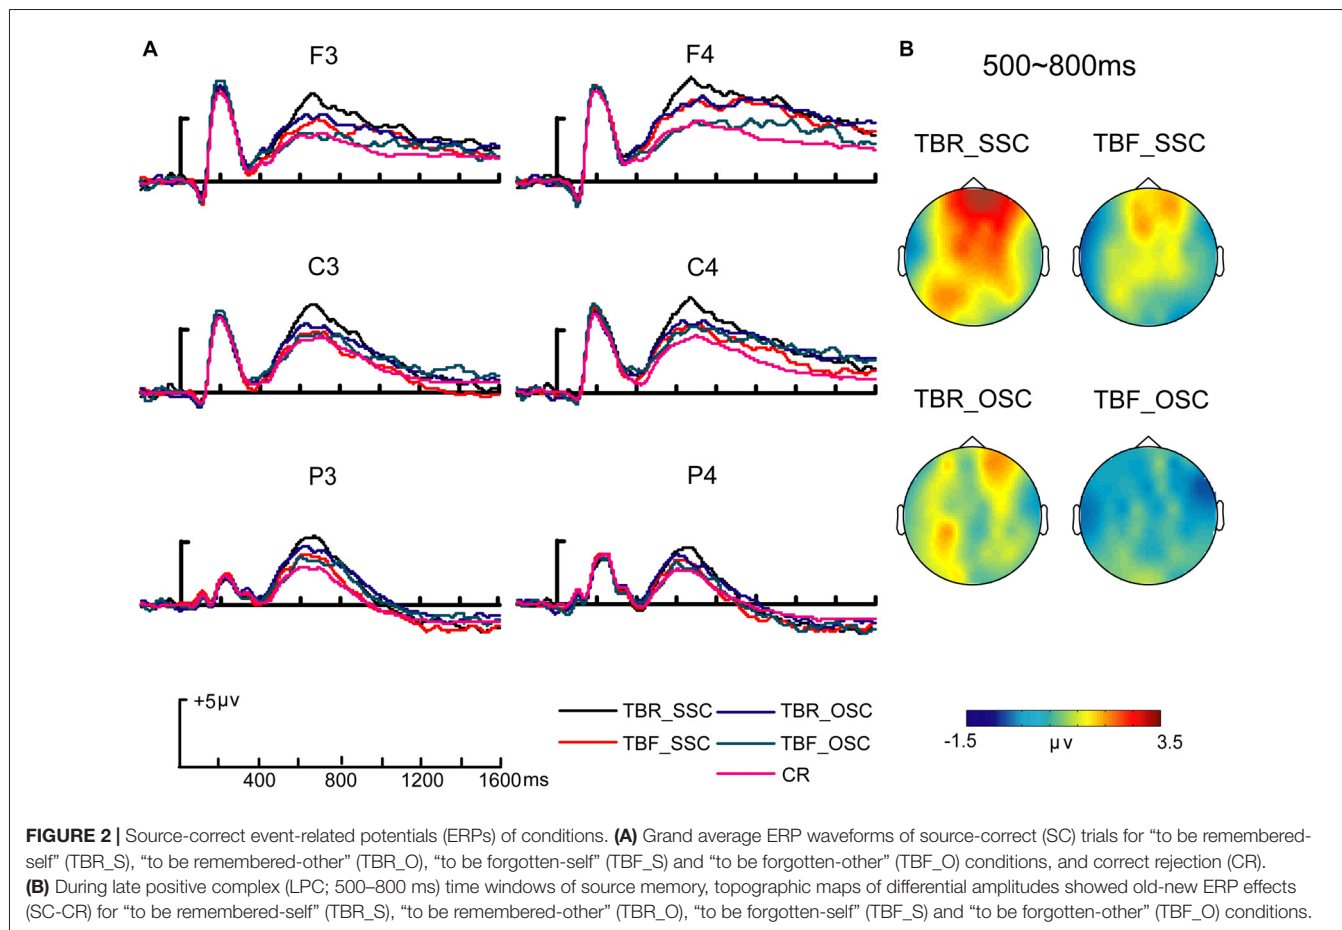 A
F3
F4
B
500~800ms
TBR_SSC
TBF_SSC
C3
C4
TBR_OSC
TBF_OSC
P3
P4
+5μv
400
800
1200
1600ms
TBR_SSC
TBR_OSC
TBF_SSC
TBF_OSC
CR
-1.5
μv
3.5
FIGURE 2 | Source-correct event-related potentials (ERPs) of conditions. (A) Grand average ERP waveforms of source-correct (SC) trials for “to be remembered-
self” (TBR_S), “to be remembered-other” (TBR_O), “to be forgotten-self” (TBF_S) and “to be forgotten-other” (TBF_O) conditions, and correct rejection (CR).
(B) During late positive complex (LPC; 500–800 ms) time windows of source memory, topographic maps of differential amplitudes showed old-new ERP effects
(SC-CR) for “to be remembered-self” (TBR_S), “to be remembered-other” (TBR_O), “to be forgotten-self” (TBF_S) and “to be forgotten-other” (TBF_O) conditions.